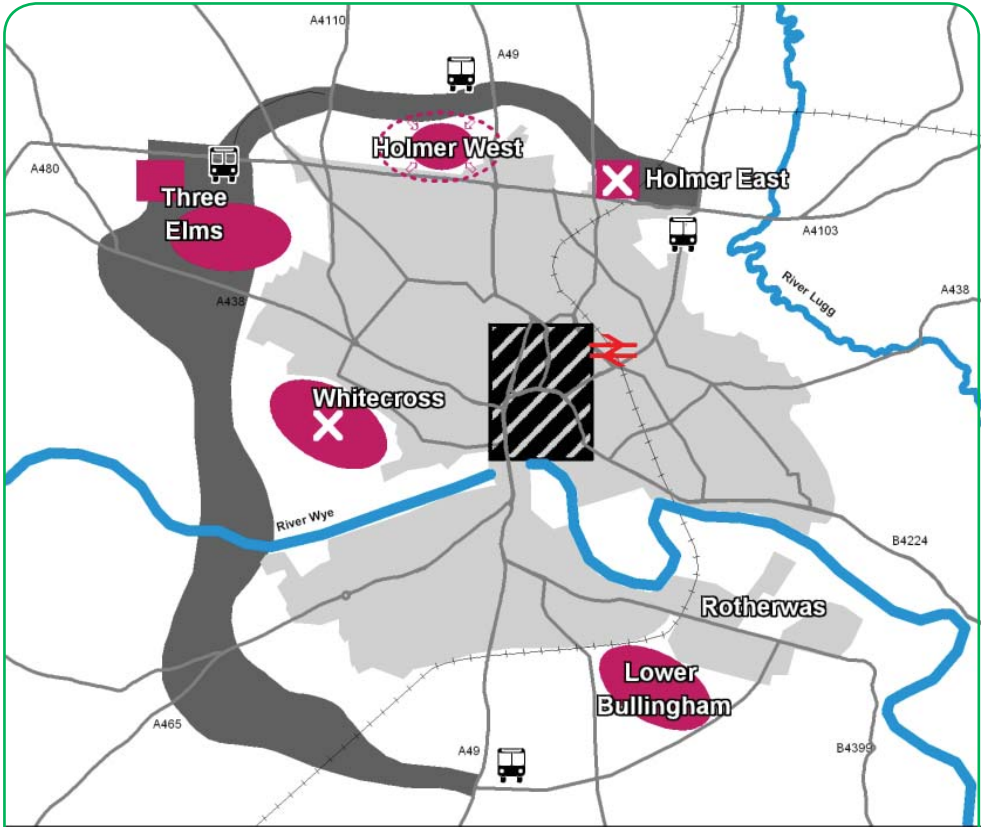 A4110
A49
Holmer West
A480
Holmer East
Three
Elms
A4103
River Lugg
A438
A438
Whitecross
River Wye
B4224
Rotherwas
Lower
Bullingham
A465
A49
B4399